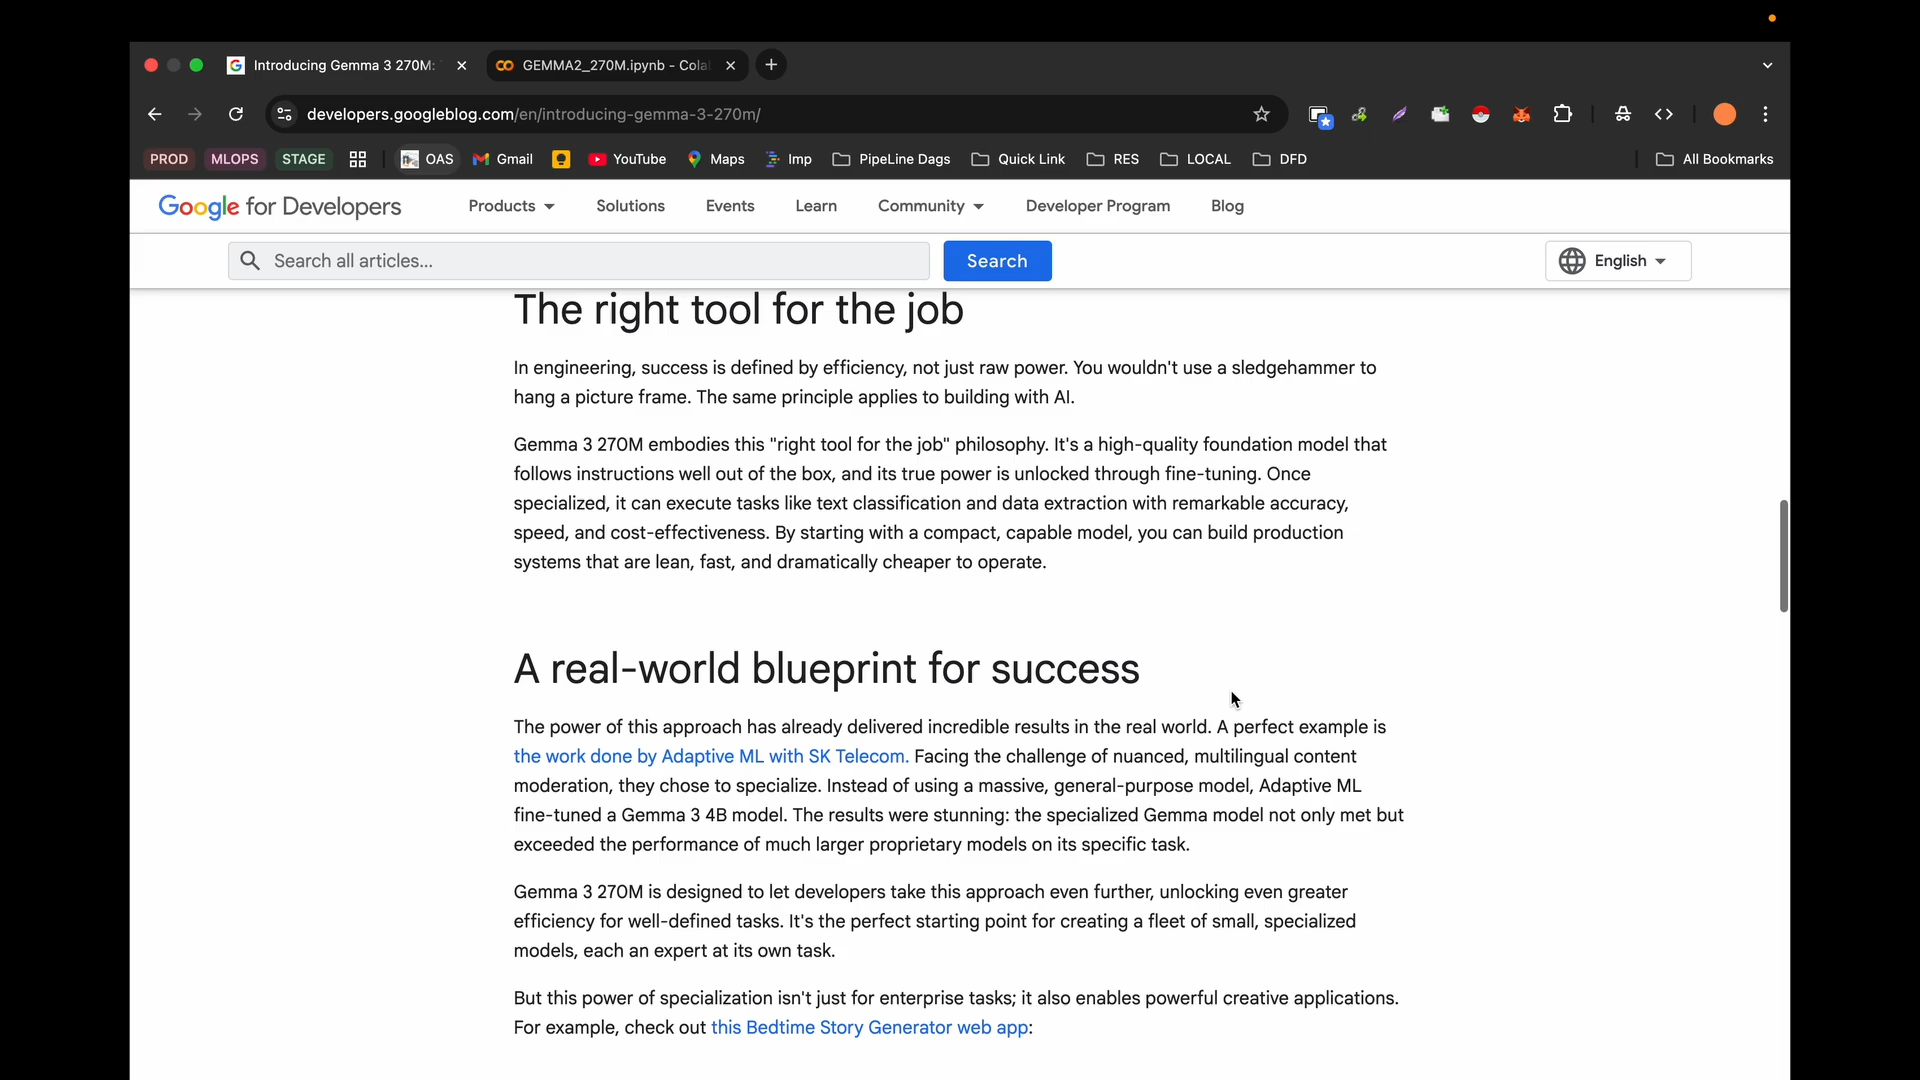 Introducing Gemma 3 270M:
GEMMA2_270M.ipynb - Cola
developers.googleblog.com/en/introducing-gemma-3-270m/
PROD MLOPS STAGE OAS Gmail YouTube Maps Imp PipeLine Dags Quick Link RES LOCAL DFD All Bookmarks
Google for Developers Products Solutions Events Learn Community Developer Program Blog
Search all articles... Search English
The right tool for the job
In engineering, success is defined by efficiency, not just raw power. You wouldn't use a sledgehammer to
hang a picture frame. The same principle applies to building with AI.
Gemma 3 270M embodies this "right tool for the job" philosophy. It's a high-quality foundation model that
follows instructions well out of the box, and its true power is unlocked through fine-tuning. Once
specialized, it can execute tasks like text classification and data extraction with remarkable accuracy,
speed, and cost-effectiveness. By starting with a compact, capable model, you can build production
systems that are lean, fast, and dramatically cheaper to operate.
A real-world blueprint for success
The power of this approach has already delivered incredible results in the real world. A perfect example is
the work done by Adaptive ML with SK Telecom. Facing the challenge of nuanced, multilingual content
moderation, they chose to specialize. Instead of using a massive, general-purpose model, Adaptive ML
fine-tuned a Gemma 3 4B model. The results were stunning: the specialized Gemma model not only met but
exceeded the performance of much larger proprietary models on its specific task.
Gemma 3 270M is designed to let developers take this approach even further, unlocking even greater
efficiency for well-defined tasks. It's the perfect starting point for creating a fleet of small, specialized
models, each an expert at its own task.
But this power of specialization isn't just for enterprise tasks; it also enables powerful creative applications.
For example, check out this Bedtime Story Generator web app: